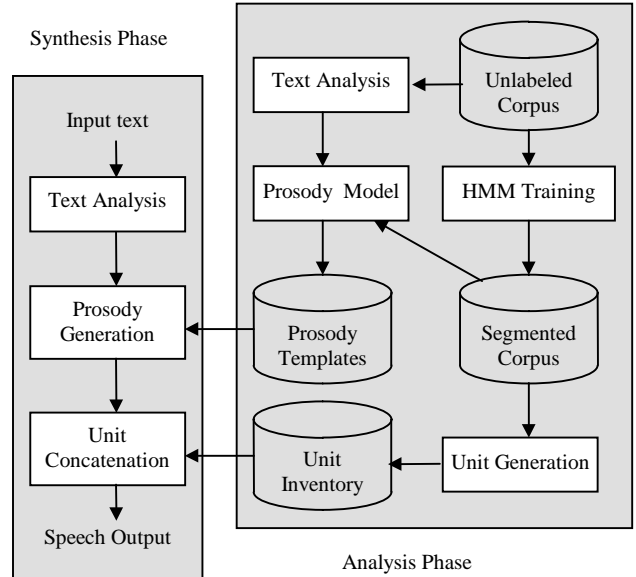 Synthesis Phase
Input text
Text Analysis
Prosody
Generation
Unit
Concatenation
Speech Output
Text Analysis
Unlabeled
Corpus
Prosody Model
HMM Training
Prosody
Templates
Segmented
Corpus
Unit
Inventory
Unit Generation
Analysis Phase